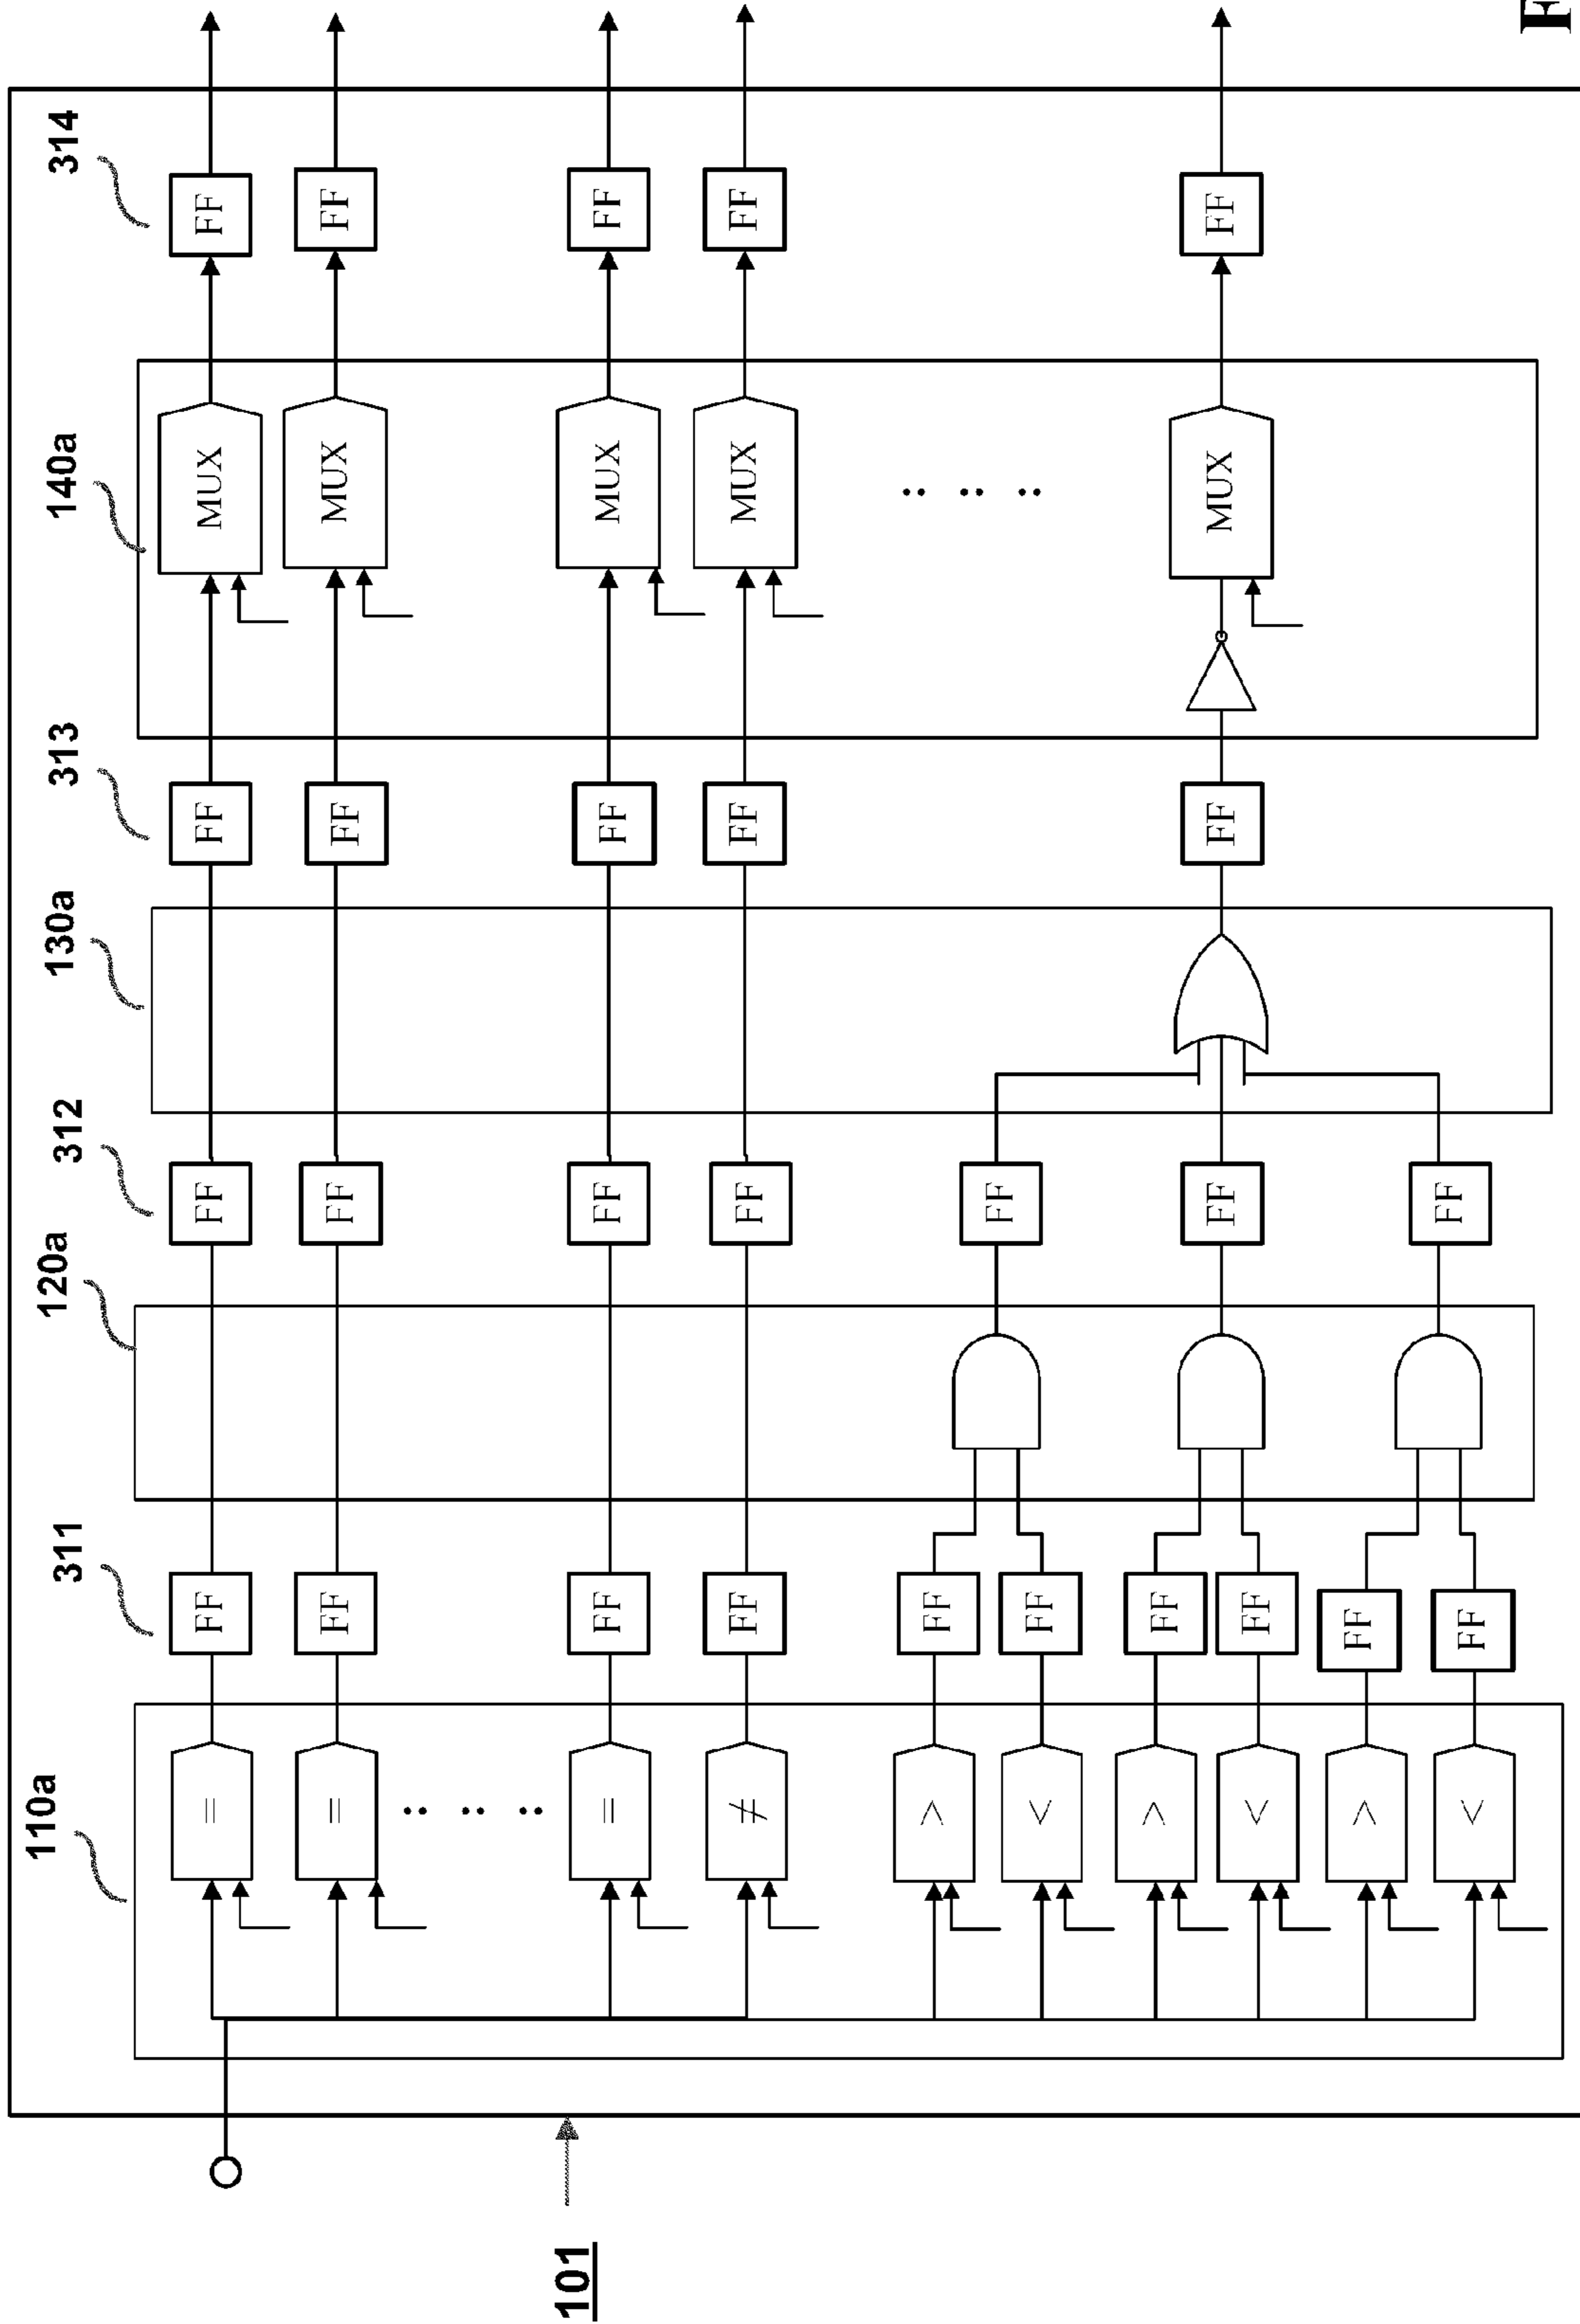 110a 311 120a 312 130a 313 140a 314
= FF FF FF MUX FF
= FF FF FF MUX FF
101
= FF FF FF MUX FF
≠ FF FF FF MUX FF
> FF
FF
< FF
> FF
FF FF MUX FF
< FF
> FF
FF
< FF
F